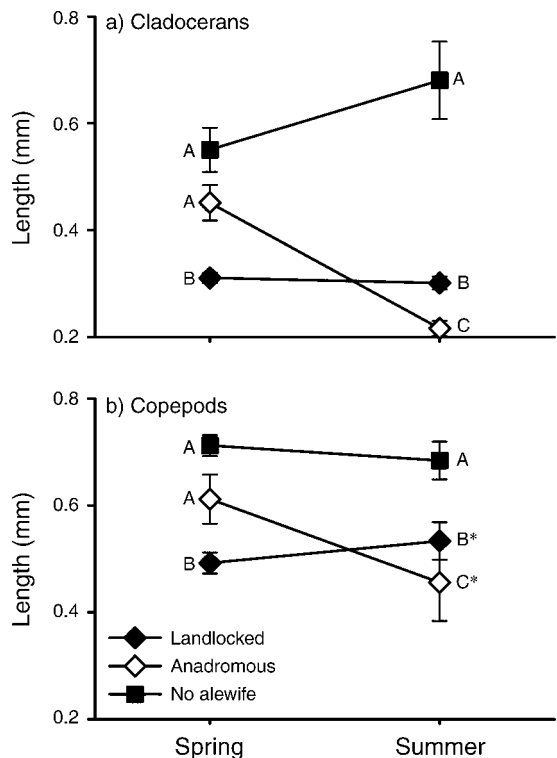 a) Cladocerans
0.8
0.6
0.4
0.2
Length (mm)
A
A
B
A
B
C
b) Copepods
0.8
0.6
0.4
0.2
Length (mm)
A
A
B
A
B*
C*
Landlocked
Anadromous
No alewife
Spring Summer